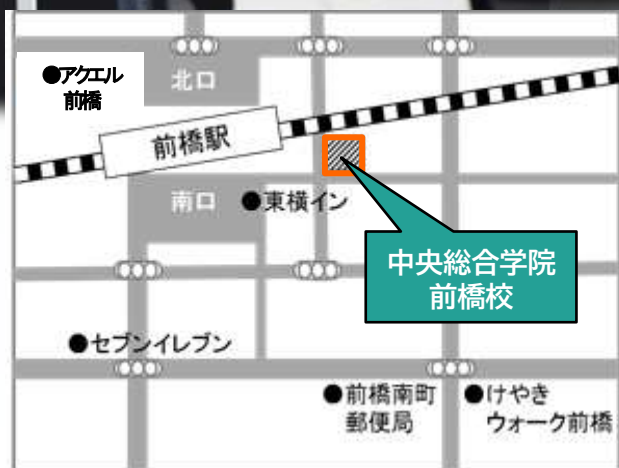 ●アクエル
前橋
北口
前橋駅
南口
●東横イン
中央総合学院
前橋校
●セブンイレブン
●前橋南町
郵便局
●けやき
ウォーク前橋